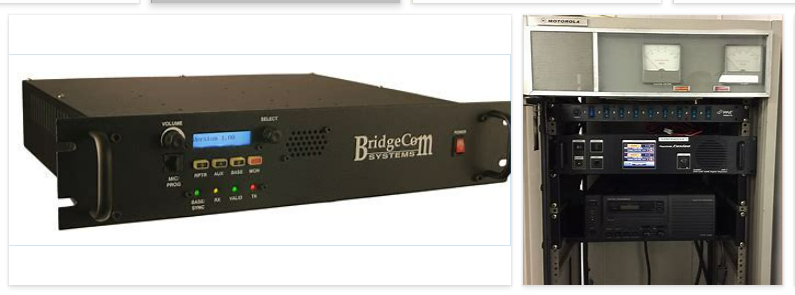 VOLUME
SELECT
Version 1.00
BridgeCom
SYSTEMS
POWER
MIC/
PROG
RPTR
AUX
BASE
MON
BASE/
SYNC
RX
VALID
TX
MOTOROLA